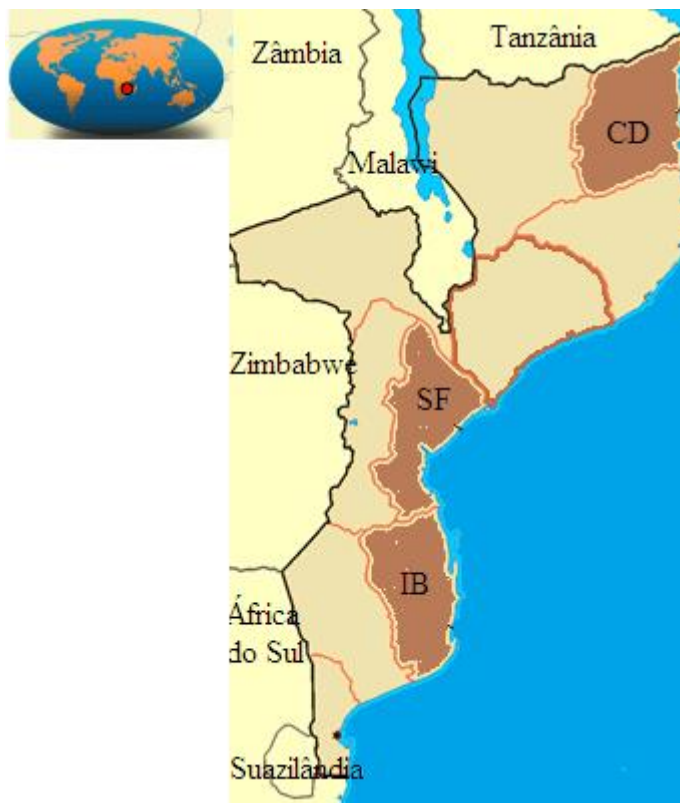 Tanzânia
Zâmbia
CD
Malawi
Zimbabwe
SF
IB
África
do Sul
Suazilândia